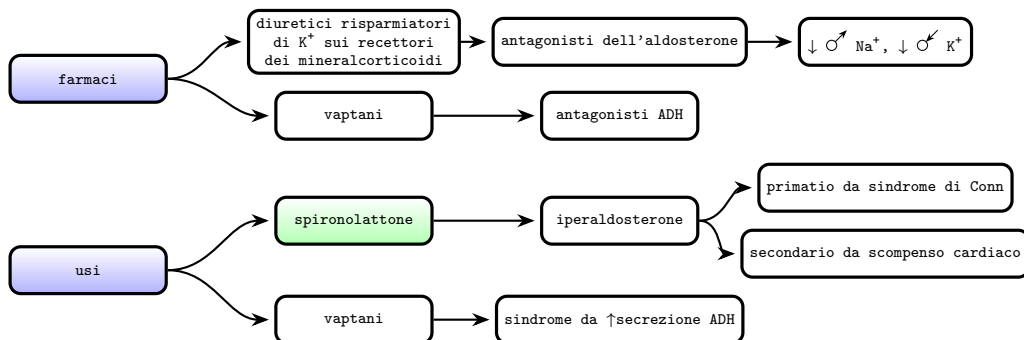 diuretici risparmiatori
di K⁺ sui recettori
dei mineralcorticoidi
antagonisti dell'aldosterone
↓ Na⁺, ↓ K⁺
farmaci
vaptani
antagonisti ADH
primatio da sindrome di Conn
spironolattone
iperaldosterone
secondario da scompenso cardiaco
usi
vaptani
sindrome da ↑secrezione ADH